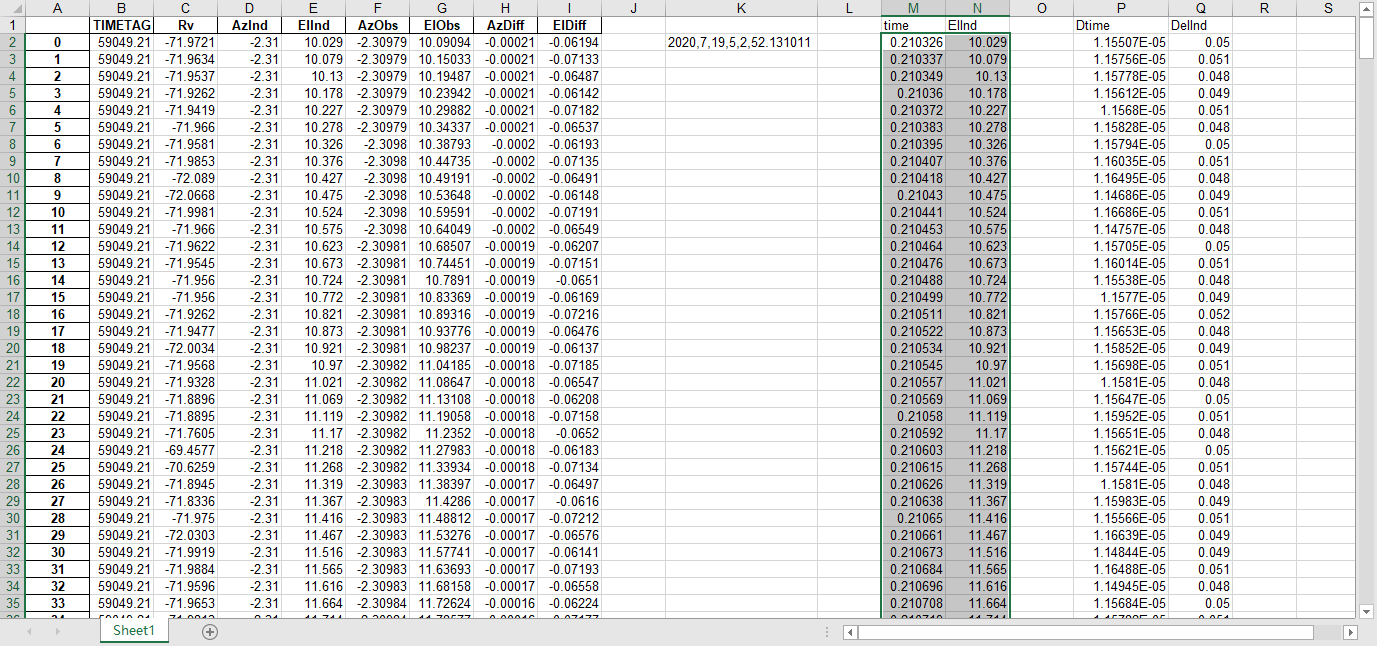 A B C D E F G H I J K L M N O P Q R S
1 TIMETAG Rv AzInd ElInd AzObs ElObs AzDiff ElDiff time ElInd Dtime DelInd
2 0 59049.21 -71.9721 -2.31 10.029 -2.30979 10.09094 -0.00021 -0.06194 2020,7,19,5,2,52.131011 0.210326 10.029 1.15507E-05 0.05
3 1 59049.21 -71.9634 -2.31 10.079 -2.30979 10.15033 -0.00021 -0.07133 0.210337 10.079 1.15756E-05 0.051
4 2 59049.21 -71.9537 -2.31 10.13 -2.30979 10.19487 -0.00021 -0.06487 0.210349 10.13 1.15778E-05 0.048
5 3 59049.21 -71.9262 -2.31 10.178 -2.30979 10.23942 -0.00021 -0.06142 0.21036 10.178 1.15612E-05 0.049
6 4 59049.21 -71.9419 -2.31 10.227 -2.30979 10.29882 -0.00021 -0.07182 0.210372 10.227 1.1568E-05 0.051
7 5 59049.21 -71.966 -2.31 10.278 -2.30979 10.34337 -0.00021 -0.06537 0.210383 10.278 1.15828E-05 0.048
8 6 59049.21 -71.9581 -2.31 10.326 -2.3098 10.38793 -0.0002 -0.06193 0.210395 10.326 1.15794E-05 0.05
9 7 59049.21 -71.9853 -2.31 10.376 -2.3098 10.44735 -0.0002 -0.07135 0.210407 10.376 1.16035E-05 0.051
10 8 59049.21 -72.089 -2.31 10.427 -2.3098 10.49191 -0.0002 -0.06491 0.210418 10.427 1.16495E-05 0.048
11 9 59049.21 -72.0668 -2.31 10.475 -2.3098 10.53648 -0.0002 -0.06148 0.21043 10.475 1.14686E-05 0.049
12 10 59049.21 -71.9981 -2.31 10.524 -2.3098 10.59591 -0.0002 -0.07191 0.210441 10.524 1.16686E-05 0.051
13 11 59049.21 -71.966 -2.31 10.575 -2.3098 10.64049 -0.0002 -0.06549 0.210453 10.575 1.14757E-05 0.048
14 12 59049.21 -71.9622 -2.31 10.623 -2.30981 10.68507 -0.00019 -0.06207 0.210464 10.623 1.15705E-05 0.05
15 13 59049.21 -71.9545 -2.31 10.673 -2.30981 10.74451 -0.00019 -0.07151 0.210476 10.673 1.16014E-05 0.051
16 14 59049.21 -71.956 -2.31 10.724 -2.30981 10.7891 -0.00019 -0.0651 0.210488 10.724 1.15538E-05 0.048
17 15 59049.21 -71.956 -2.31 10.772 -2.30981 10.83369 -0.00019 -0.06169 0.210499 10.772 1.1577E-05 0.049
18 16 59049.21 -71.9262 -2.31 10.821 -2.30981 10.89316 -0.00019 -0.07216 0.210511 10.821 1.15766E-05 0.052
19 17 59049.21 -71.9477 -2.31 10.873 -2.30981 10.93776 -0.00019 -0.06476 0.210522 10.873 1.15653E-05 0.048
20 18 59049.21 -72.0034 -2.31 10.921 -2.30981 10.98237 -0.00019 -0.06137 0.210534 10.921 1.15852E-05 0.049
21 19 59049.21 -71.9568 -2.31 10.97 -2.30982 11.04185 -0.00018 -0.07185 0.210545 10.97 1.15698E-05 0.051
22 20 59049.21 -71.9328 -2.31 11.021 -2.30982 11.08647 -0.00018 -0.06547 0.210557 11.021 1.1581E-05 0.048
23 21 59049.21 -71.8896 -2.31 11.069 -2.30982 11.13108 -0.00018 -0.06208 0.210569 11.069 1.15647E-05 0.05
24 22 59049.21 -71.8895 -2.31 11.119 -2.30982 11.19058 -0.00018 -0.07158 0.21058 11.119 1.15952E-05 0.051
25 23 59049.21 -71.7605 -2.31 11.17 -2.30982 11.2352 -0.00018 -0.0652 0.210592 11.17 1.15651E-05 0.048
26 24 59049.21 -69.4577 -2.31 11.218 -2.30982 11.27983 -0.00018 -0.06183 0.210603 11.218 1.15621E-05 0.05
27 25 59049.21 -70.6259 -2.31 11.268 -2.30982 11.33934 -0.00018 -0.07134 0.210615 11.268 1.15744E-05 0.051
28 26 59049.21 -71.8945 -2.31 11.319 -2.30983 11.38397 -0.00017 -0.06497 0.210626 11.319 1.1581E-05 0.048
29 27 59049.21 -71.8336 -2.31 11.367 -2.30983 11.4286 -0.00017 -0.0616 0.210638 11.367 1.15983E-05 0.049
30 28 59049.21 -71.975 -2.31 11.416 -2.30983 11.48812 -0.00017 -0.07212 0.21065 11.416 1.15566E-05 0.051
31 29 59049.21 -72.0303 -2.31 11.467 -2.30983 11.53276 -0.00017 -0.06576 0.210661 11.467 1.16639E-05 0.049
32 30 59049.21 -71.9919 -2.31 11.516 -2.30983 11.57741 -0.00017 -0.06141 0.210673 11.516 1.14844E-05 0.049
33 31 59049.21 -71.9884 -2.31 11.565 -2.30983 11.63693 -0.00017 -0.07193 0.210684 11.565 1.16488E-05 0.051
34 32 59049.21 -71.9596 -2.31 11.616 -2.30983 11.68158 -0.00017 -0.06558 0.210696 11.616 1.14945E-05 0.048
35 33 59049.21 -71.9653 -2.31 11.664 -2.30984 11.72624 -0.00016 -0.06224 0.210708 11.664 1.15684E-05 0.05
Sheet1